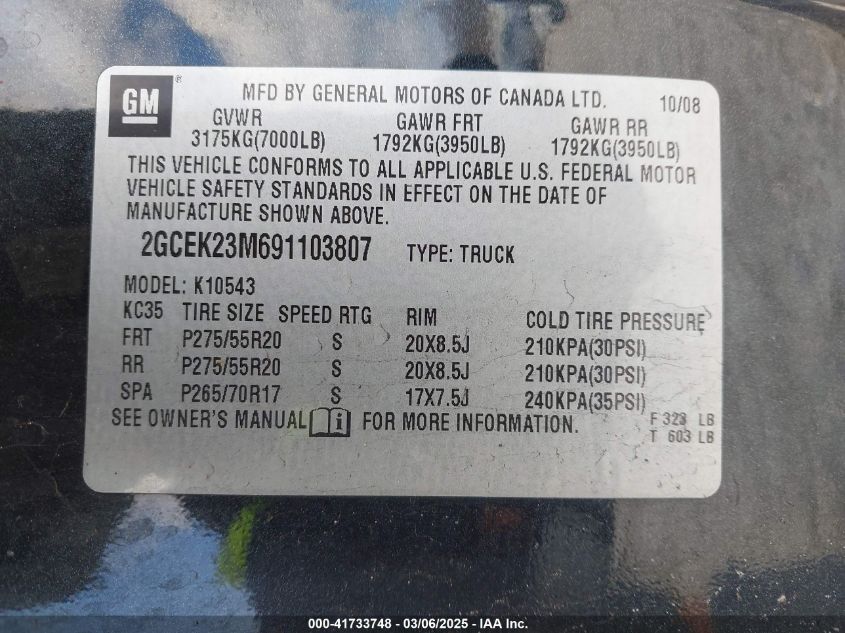 GM ®
MFD BY GENERAL MOTORS OF CANADA LTD. 10/08
GVWR GAWR FRT GAWR RR
3175KG(7000LB) 1792KG(3950LB) 1792KG(3950LB)
THIS VEHICLE CONFORMS TO ALL APPLICABLE U.S. FEDERAL MOTOR
VEHICLE SAFETY STANDARDS IN EFFECT ON THE DATE OF
MANUFACTURE SHOWN ABOVE.
2GCEK23M691103807 TYPE: TRUCK
MODEL: K10543
KC35 TIRE SIZE SPEED RTG RIM COLD TIRE PRESSURE
FRT P275/55R20 S 20X8.5J 210KPA(30PSI)
RR P275/55R20 S 20X8.5J 210KPA(30PSI)
SPA P265/70R17 S 17X7.5J 240KPA(35PSI)
SEE OWNER'S MANUAL i FOR MORE INFORMATION.
F 323 LB
T 603 LB
000-41733748 - 03/06/2025 - IAA Inc.